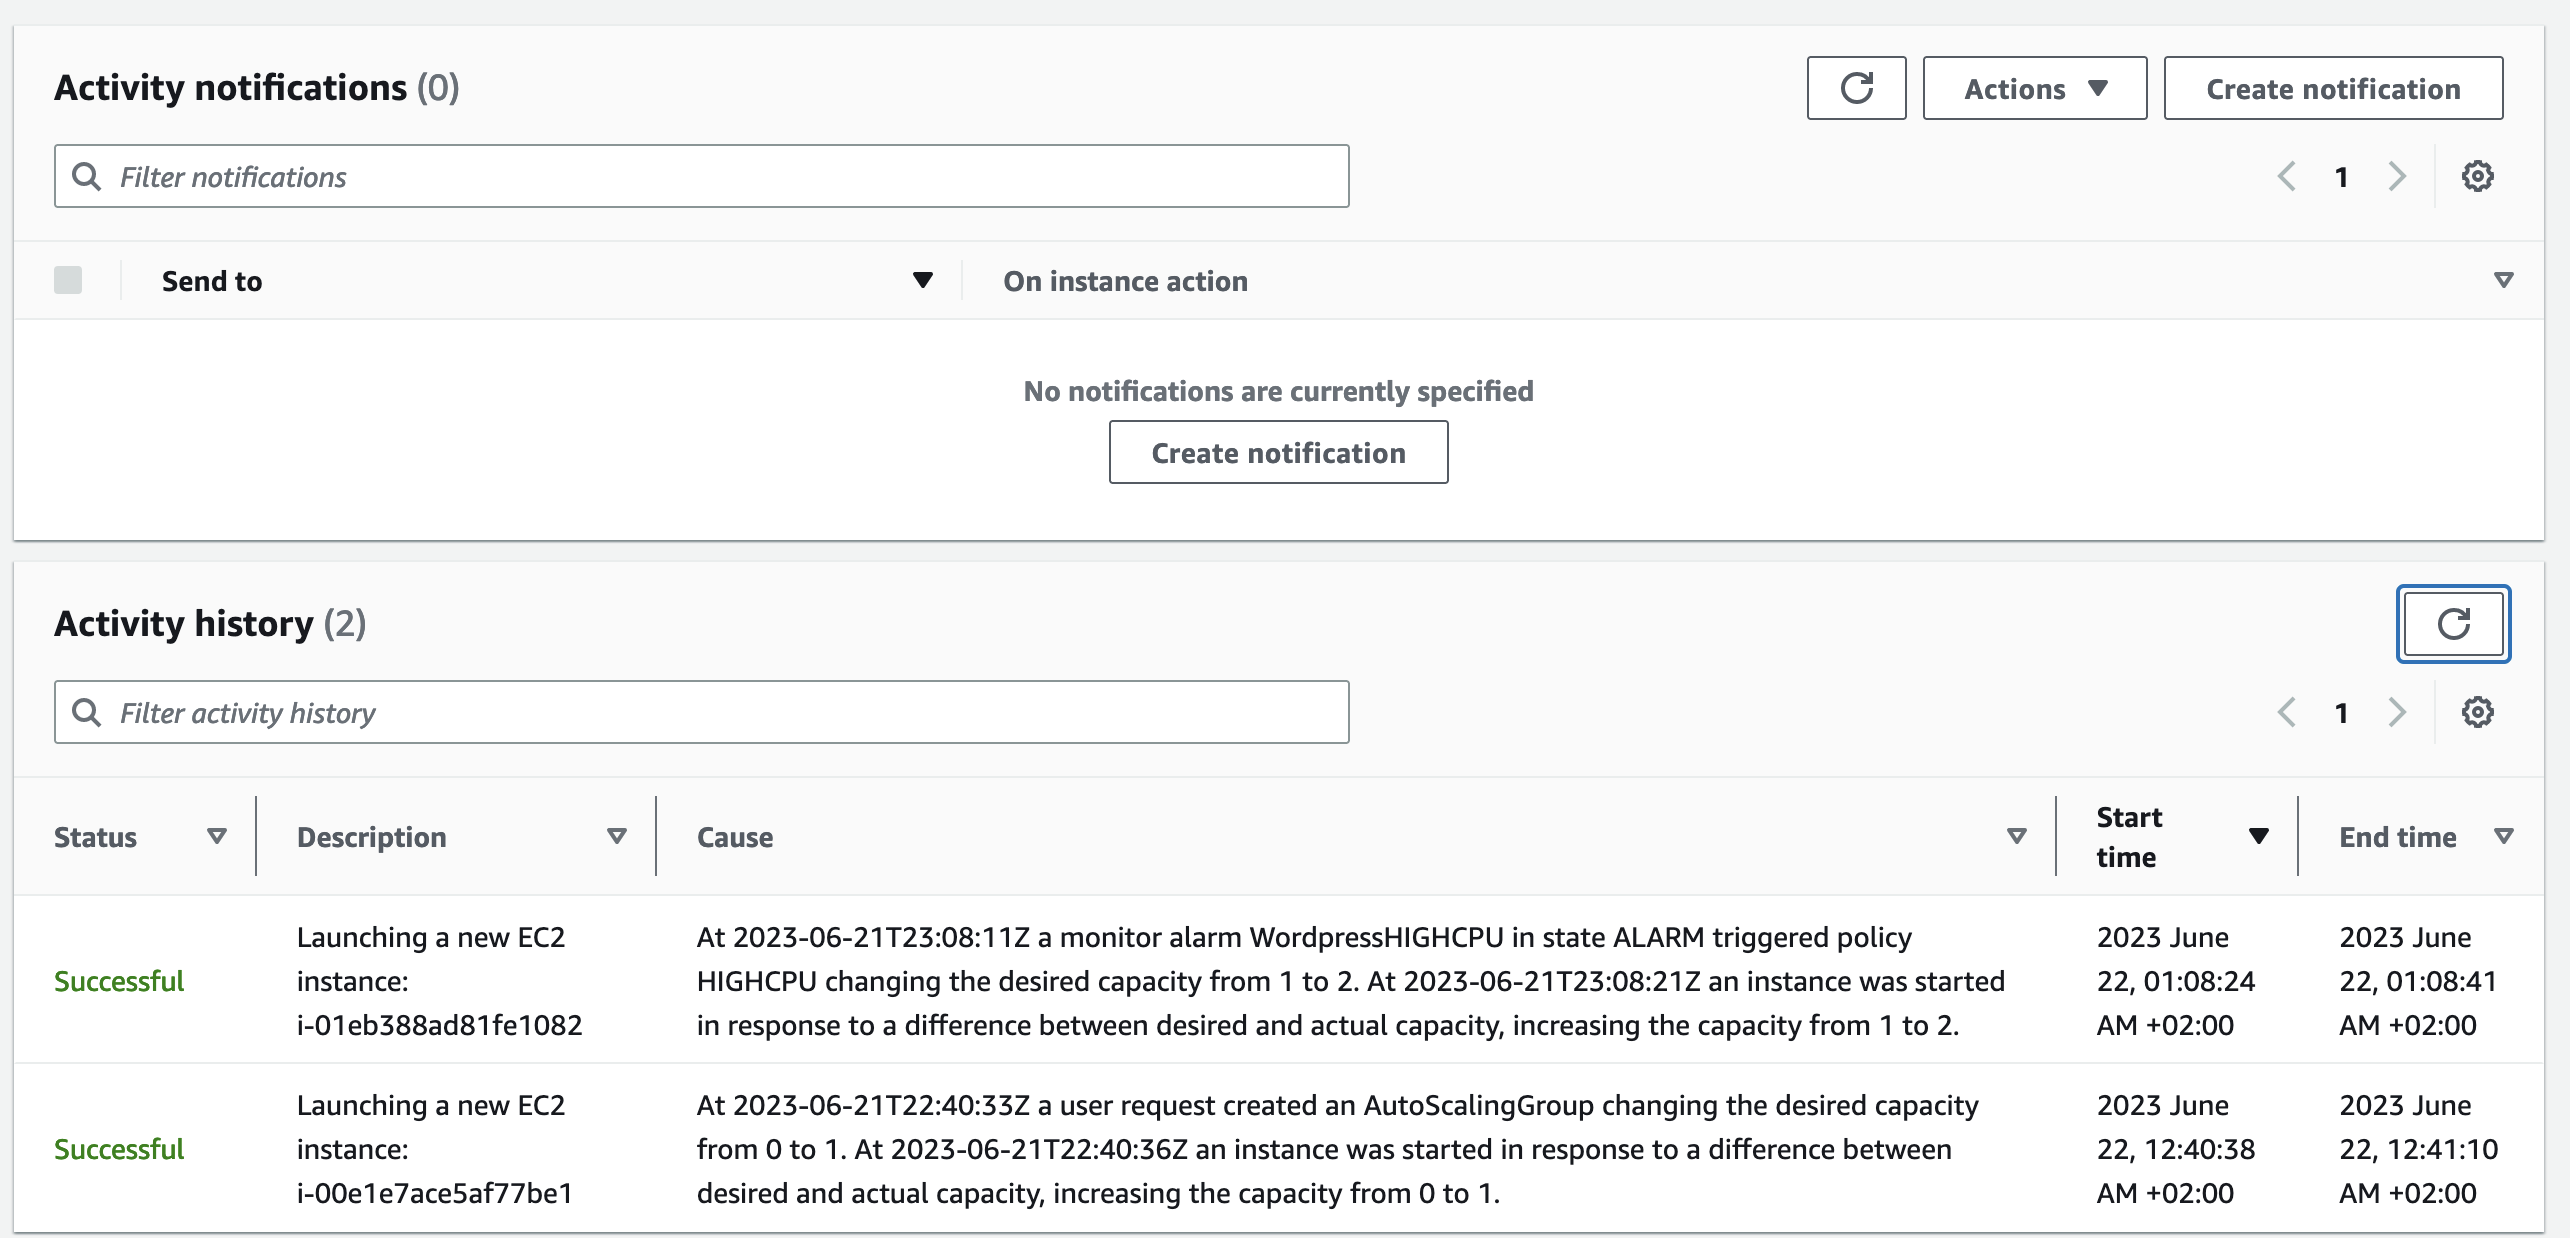 Activity notifications (0)
Actions
Create notification
Filter notifications
1
Send to
On instance action
No notifications are currently specified
Create notification
Activity history (2)
Filter activity history
1
Status
Description
Cause
Start
time
End time
Successful
Launching a new EC2
instance:
i-01eb388ad81fe1082
At 2023-06-21T23:08:11Z a monitor alarm WordpressHIGHCPU in state ALARM triggered policy
HIGHCPU changing the desired capacity from 1 to 2. At 2023-06-21T23:08:21Z an instance was started
in response to a difference between desired and actual capacity, increasing the capacity from 1 to 2.
2023 June
22, 01:08:24
AM +02:00
2023 June
22, 01:08:41
AM +02:00
Successful
Launching a new EC2
instance:
i-00e1e7ace5af77be1
At 2023-06-21T22:40:33Z a user request created an AutoScalingGroup changing the desired capacity
from 0 to 1. At 2023-06-21T22:40:36Z an instance was started in response to a difference between
desired and actual capacity, increasing the capacity from 0 to 1.
2023 June
22, 12:40:38
AM +02:00
2023 June
22, 12:41:10
AM +02:00